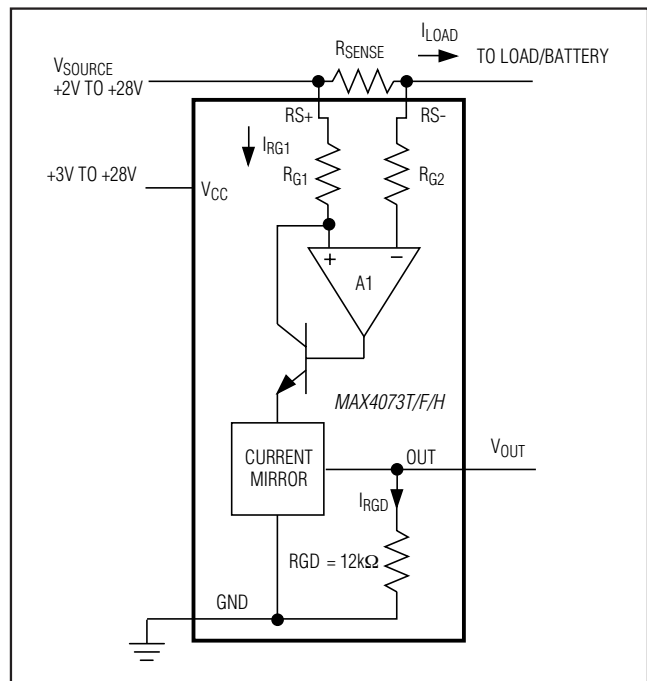 I_LOAD
R_SENSE
TO LOAD/BATTERY
V_SOURCE
+2V TO +28V
RS+
RS-
I_RG1
R_G1
R_G2
+3V TO +28V
V_CC
+
−
A1
MAX4073T/F/H
CURRENT
MIRROR
OUT
V_OUT
I_RGD
RGD = 12kΩ
GND